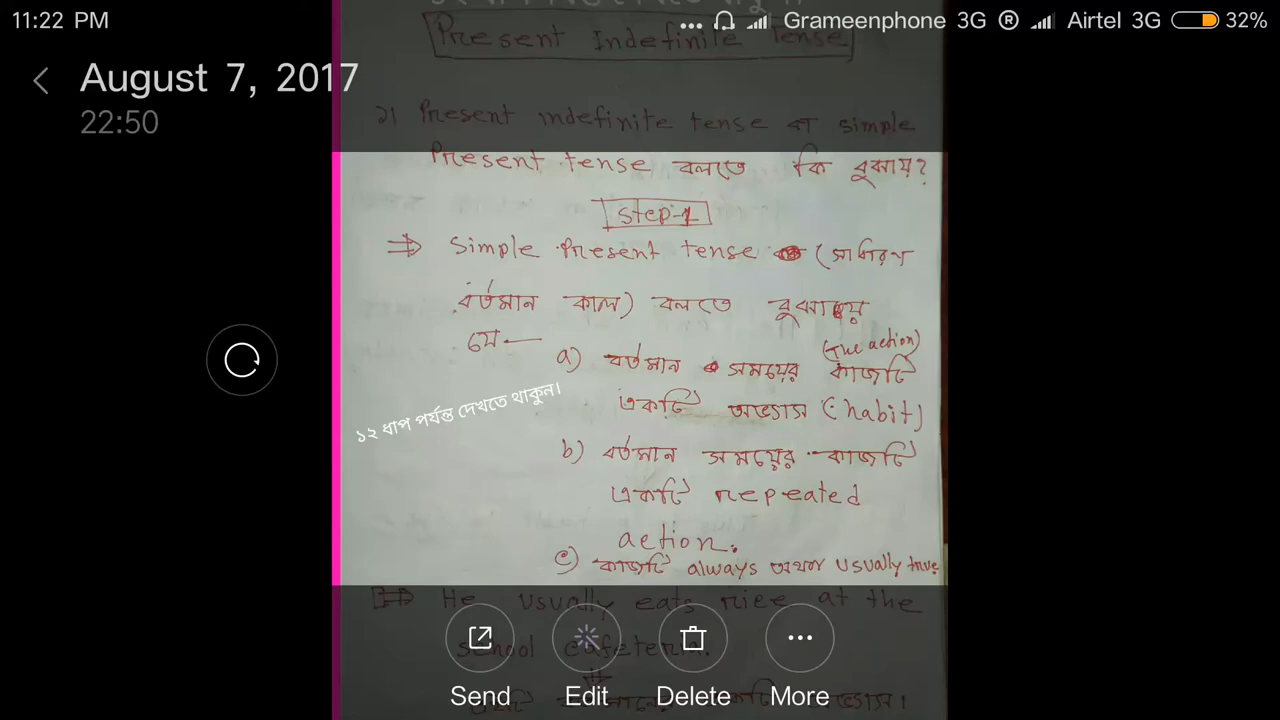 11:22 PM
... Grameenphone 3G ® Airtel 3G 32%
August 7, 2017
22:50
Present Indefinite Tense
১। Present indefinite tense বা simple
Present tense বলতে কি বুঝায়?
Step-1
⇒ Simple Present tense (সাধারণ
বর্তমান কাল) বলতে বুঝায়
যে—
(The action)
a) বর্তমান সময়ের কাজটি
একটি অভ্যাস (habit)
১২ ধাপ পর্যন্ত দেখতে থাকুন।
b) বর্তমান সময়ের কাজটি
একটি repeated
action.
c) কাজটি always অথবা usually true
⇒ He usually eats rice at the
school cafeteria.
অভ্যাস।
Send Edit Delete More